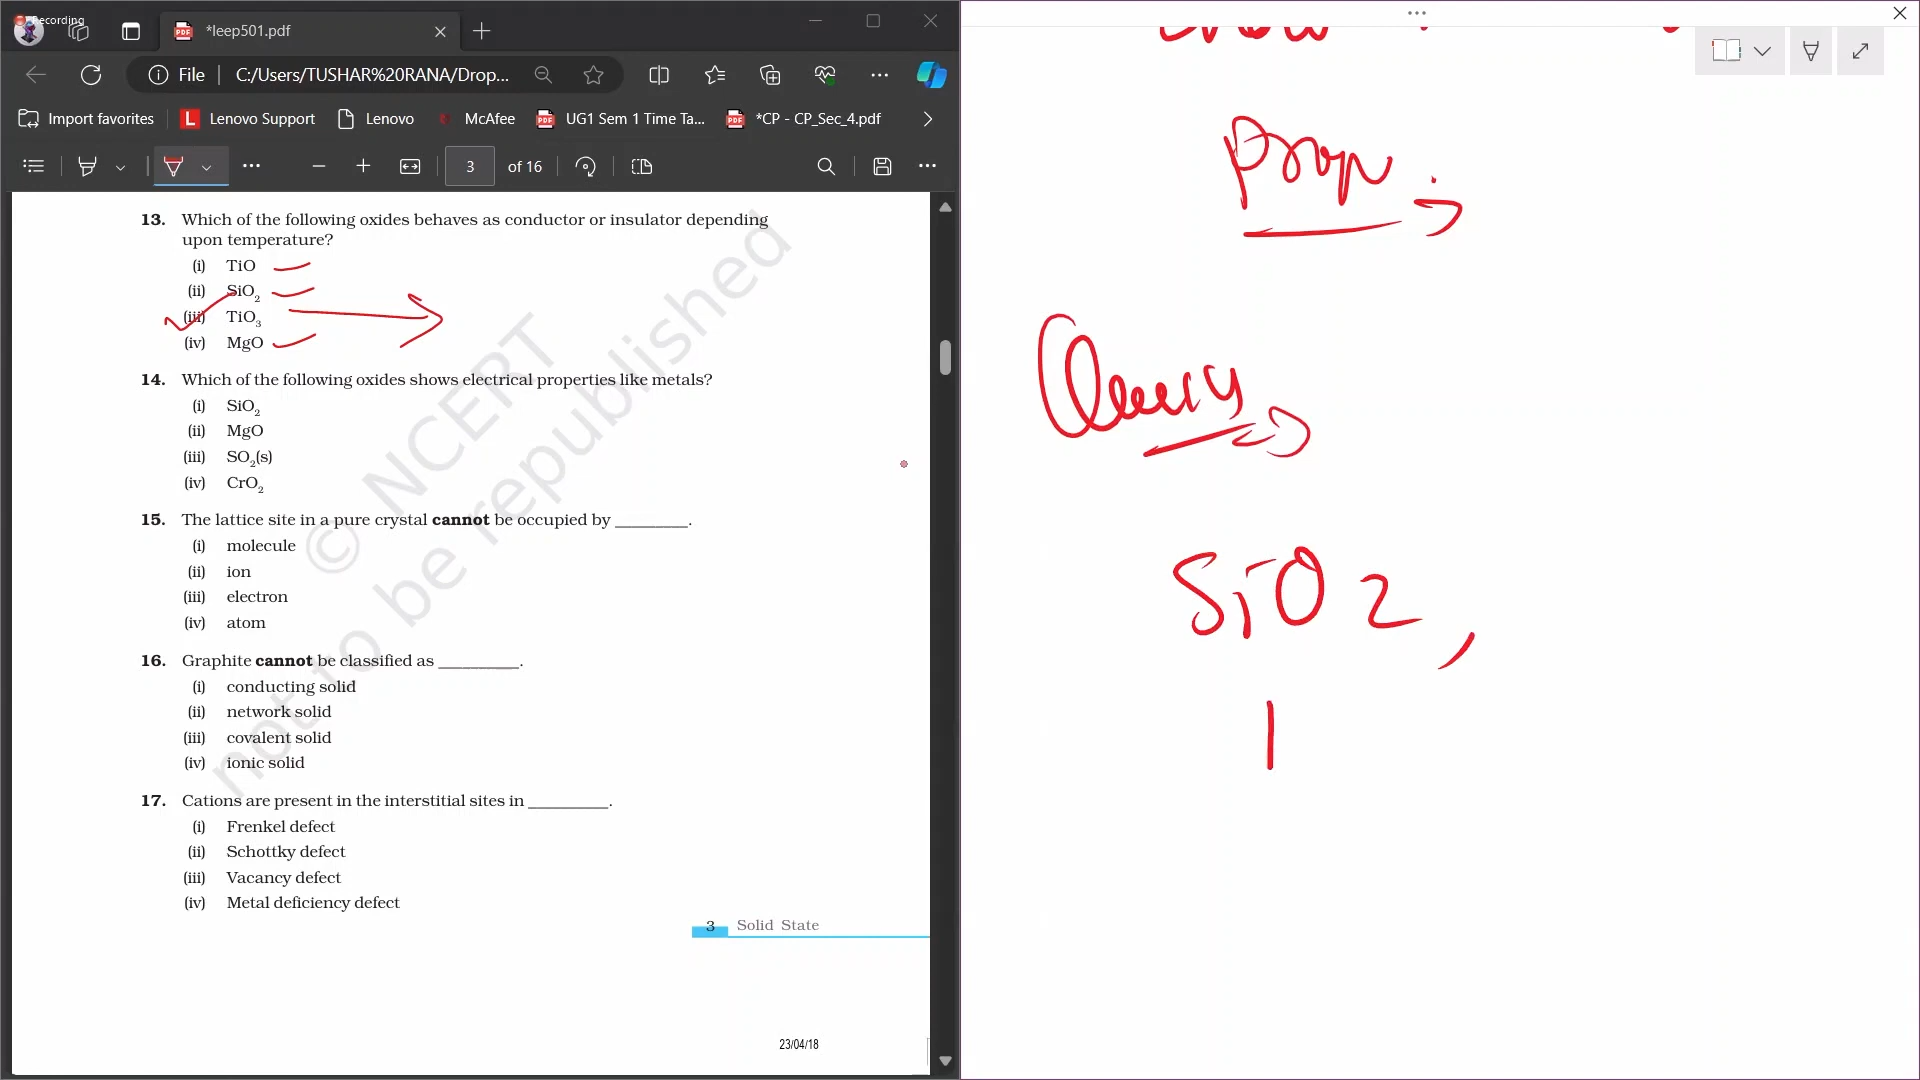 Recording
*leep501.pdf
File
C:/Users/TUSHAR%20RANA/Drop...
Import favorites
Lenovo Support
Lenovo
McAfee
UG1 Sem 1 Time Ta...
*CP - CP_Sec_4.pdf
3 of 16
13. Which of the following oxides behaves as conductor or insulator depending
upon temperature?
(i) TiO
(ii) SiO₂
(iii) TiO₃
(iv) MgO
14. Which of the following oxides shows electrical properties like metals?
(i) SiO₂
(ii) MgO
(iii) SO₂(s)
(iv) CrO₂
15. The lattice site in a pure crystal cannot be occupied by _________.
(i) molecule
(ii) ion
(iii) electron
(iv) atom
16. Graphite cannot be classified as __________.
(i) conducting solid
(ii) network solid
(iii) covalent solid
(iv) ionic solid
17. Cations are present in the interstitial sites in __________.
(i) Frenkel defect
(ii) Schottky defect
(iii) Vacancy defect
(iv) Metal deficiency defect
3 Solid State
23/04/18
© NCERT
not to be republished
Prop
SiO2,